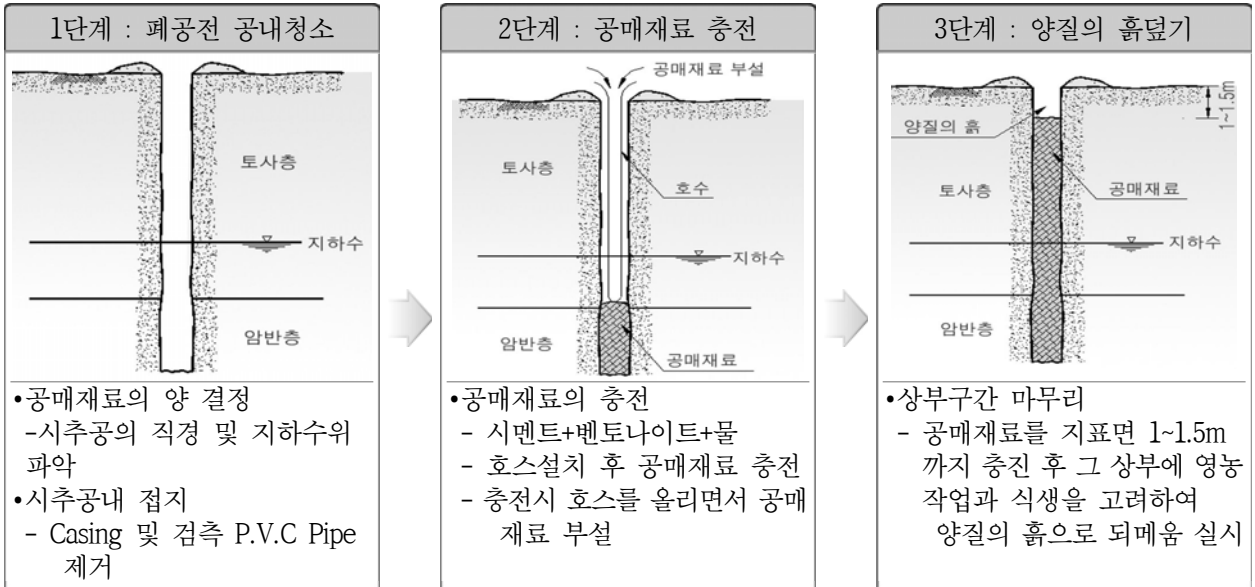 1단계 : 폐공전 공내청소
토사층
지하수
암반층
•공매재료의 양 결정
-시추공의 직경 및 지하수위
파악
•시추공내 접지
- Casing 및 검측 P.V.C Pipe
제거
2단계 : 공매재료 충전
공매재료 부설
토사층
호수
지하수
암반층
공매재료
•공매재료의 충전
- 시멘트+벤토나이트+물
- 호스설치 후 공매재료 충전
- 충전시 호스를 올리면서 공매
재료 부설
3단계 : 양질의 흙덮기
1~1.5m
양질의 흙
토사층
공매재료
지하수
암반층
•상부구간 마무리
- 공매재료를 지표면 1~1.5m
까지 충진 후 그 상부에 영농
작업과 식생을 고려하여
양질의 흙으로 되메움 실시